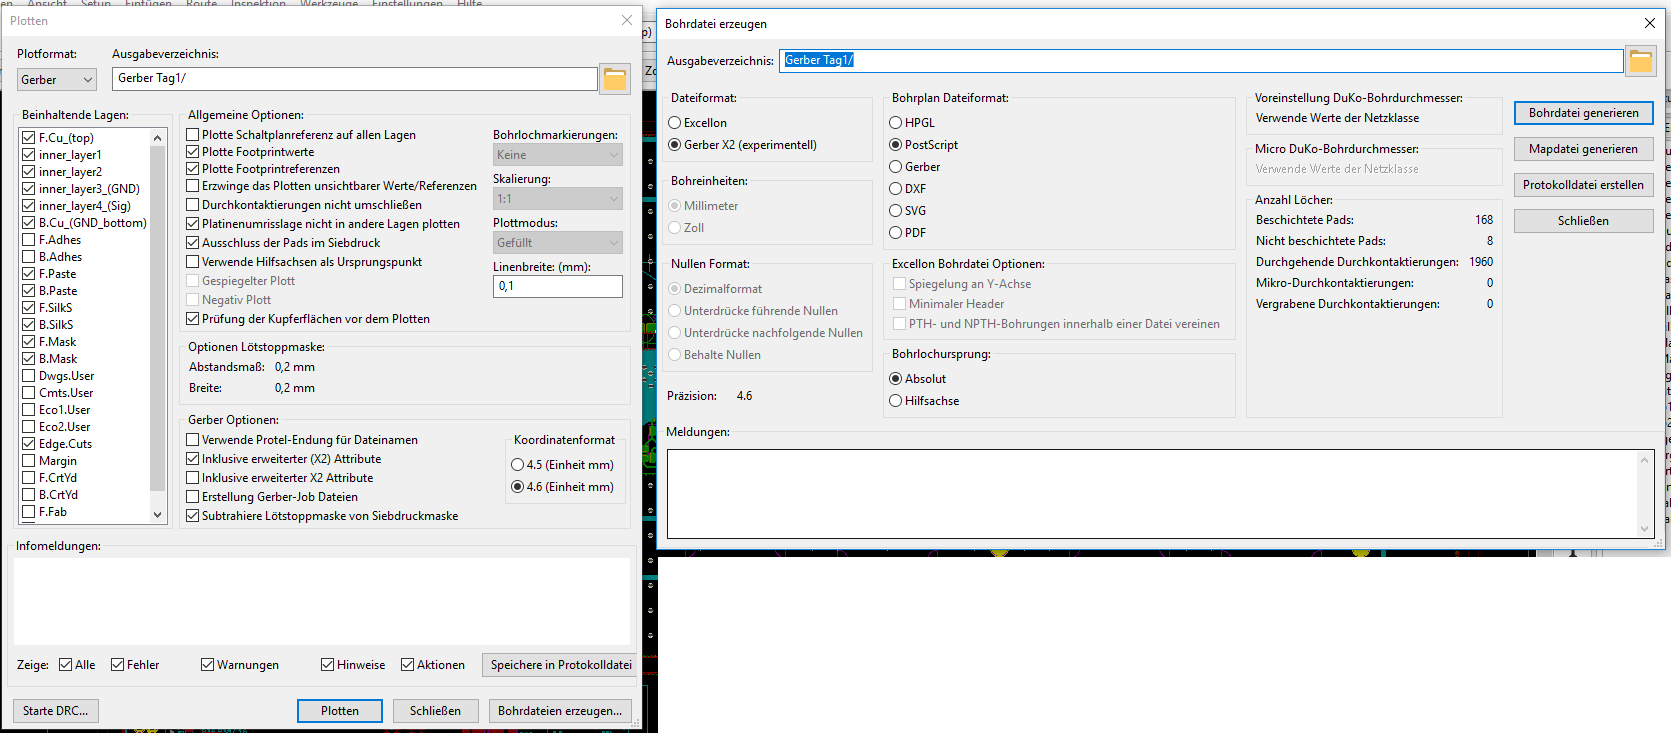 Ansicht Setup Einfügen Route Inspektion Werkzeuge Einstellungen Hilfe
Plotten
Plotformat:
Ausgabeverzeichnis:
Gerber
Gerber Tag1/
Beinhaltende Lagen:
F.Cu_(top)
inner_layer1
inner_layer2
inner_layer3_(GND)
inner_layer4_(Sig)
B.Cu_(GND_bottom)
F.Adhes
B.Adhes
F.Paste
B.Paste
F.SilkS
B.SilkS
F.Mask
B.Mask
Dwgs.User
Cmts.User
Eco1.User
Eco2.User
Edge.Cuts
Margin
F.CrtYd
B.CrtYd
F.Fab
Allgemeine Optionen:
Plotte Schaltplanreferenz auf allen Lagen
Plotte Footprintwerte
Plotte Footprintreferenzen
Erzwinge das Plotten unsichtbarer Werte/Referenzen
Durchkontaktierungen nicht umschließen
Platinenumrisslage nicht in andere Lagen plotten
Ausschluss der Pads im Siebdruck
Verwende Hilfsachsen als Ursprungspunkt
Gespiegelter Plott
Negativ Plott
Prüfung der Kupferflächen vor dem Plotten
Bohrlochmarkierungen:
Keine
Skalierung:
1:1
Plottmodus:
Gefüllt
Linenbreite: (mm):
0,1
Optionen Lötstoppmaske:
Abstandsmaß: 0,2 mm
Breite: 0,2 mm
Gerber Optionen:
Verwende Protel-Endung für Dateinamen
Inklusive erweiterter (X2) Attribute
Inklusive erweiterter X2 Attribute
Erstellung Gerber-Job Dateien
Subtrahiere Lötstoppmaske von Siebdruckmaske
Koordinatenformat
4.5 (Einheit mm)
4.6 (Einheit mm)
Infomeldungen:
Zeige: Alle Fehler Warnungen Hinweise Aktionen Speichere in Protokolldatei
Starte DRC... Plotten Schließen Bohrdateien erzeugen...
Bohrdatei erzeugen
Ausgabeverzeichnis: Gerber Tag1/
Dateiformat:
Excellon
Gerber X2 (experimentell)
Bohreinheiten:
Millimeter
Zoll
Nullen Format:
Dezimalformat
Unterdrücke führende Nullen
Unterdrücke nachfolgende Nullen
Behalte Nullen
Präzision: 4.6
Bohrplan Dateiformat:
HPGL
PostScript
Gerber
DXF
SVG
PDF
Excellon Bohrdatei Optionen:
Spiegelung an Y-Achse
Minimaler Header
PTH- und NPTH-Bohrungen innerhalb einer Datei vereinen
Bohrlochursprung:
Absolut
Hilfsachse
Voreinstellung DuKo-Bohrdurchmesser:
Verwende Werte der Netzklasse
Micro DuKo-Bohrdurchmesser:
Verwende Werte der Netzklasse
Anzahl Löcher:
Beschichtete Pads: 168
Nicht beschichtete Pads: 8
Durchgehende Durchkontaktierungen: 1960
Mikro-Durchkontaktierungen: 0
Vergrabene Durchkontaktierungen: 0
Bohrdatei generieren
Mapdatei generieren
Protokolldatei erstellen
Schließen
Meldungen: